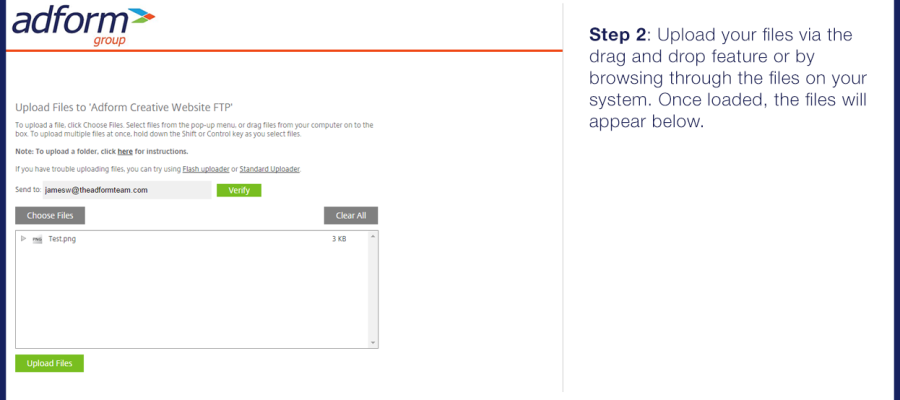 adform
group
Upload Files to 'Adform Creative Website FTP'
To upload a file, click Choose Files. Select files from the pop-up menu, or drag files from your computer on to the
box. To upload multiple files at once, hold down the Shift or Control key as you select files.
Note: To upload a folder, click here for instructions.
If you have trouble uploading files, you can try using Flash uploader or Standard Uploader.
Send to: jamesw@theadformteam.com Verify
Choose Files Clear All
Test.png 3 KB
Upload Files
Step 2: Upload your files via the
drag and drop feature or by
browsing through the files on your
system. Once loaded, the files will
appear below.